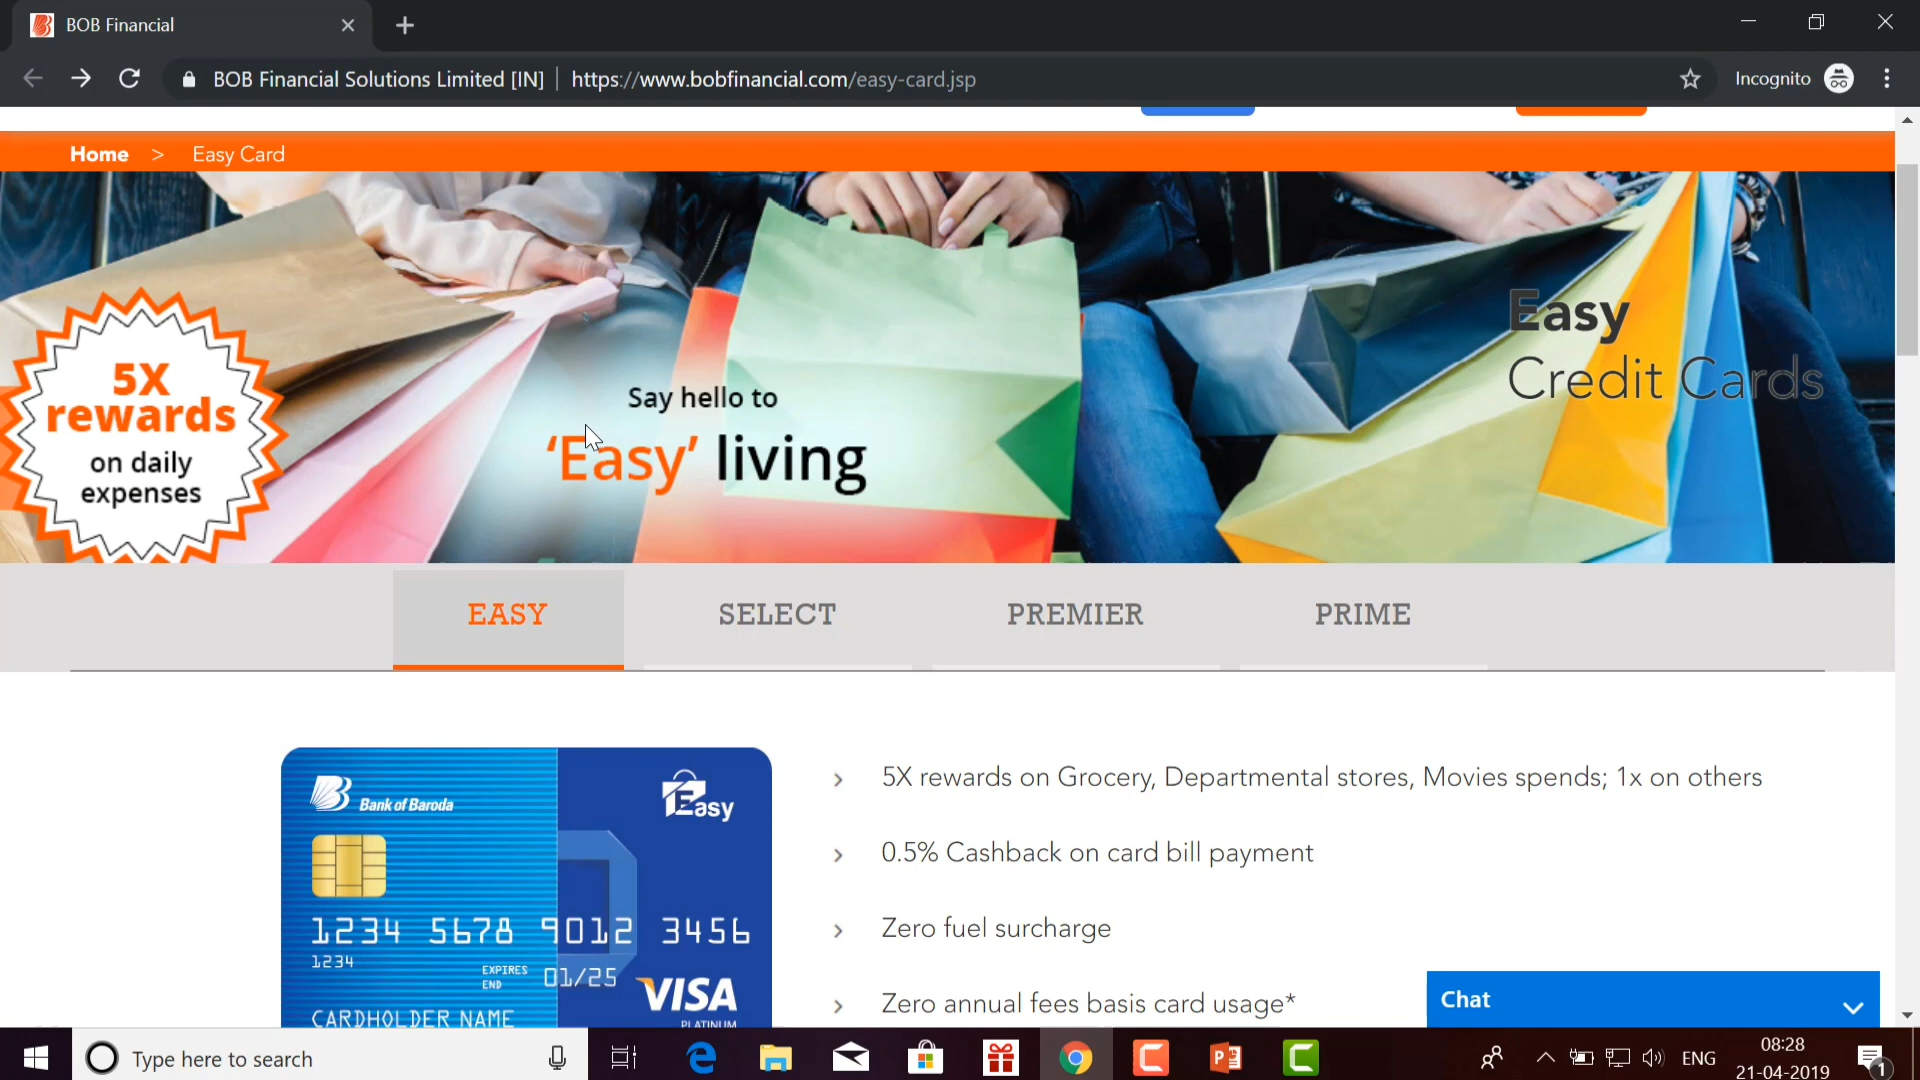 BOB Financial
BOB Financial Solutions Limited [IN] https://www.bobfinancial.com/easy-card.jsp
Incognito
Home > Easy Card
5X
rewards
on daily
expenses
Say hello to
‘Easy’ living
Easy
Credit Cards
EASY SELECT PREMIER PRIME
Bank of Baroda
Easy
1234 5678 9012 3456
1234
EXPIRES
END
01/25
VISA
PLATINUM
CARDHOLDER NAME
5X rewards on Grocery, Departmental stores, Movies spends; 1x on others
0.5% Cashback on card bill payment
Zero fuel surcharge
Zero annual fees basis card usage*
Chat
Type here to search
ENG
08:28
21-04-2019
1